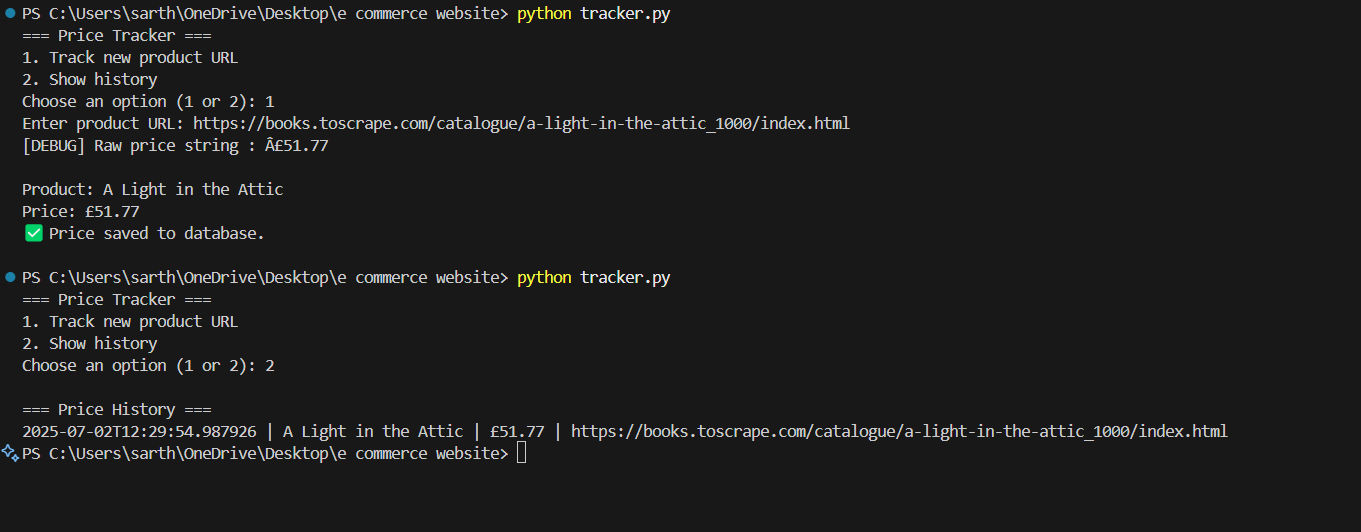 PS C:\Users\sarth\OneDrive\Desktop\e commerce website> python tracker.py
=== Price Tracker ===
1. Track new product URL
2. Show history
Choose an option (1 or 2): 1
Enter product URL: https://books.toscrape.com/catalogue/a-light-in-the-attic_1000/index.html
[DEBUG] Raw price string : Â£51.77
Product: A Light in the Attic
Price: £51.77
✅ Price saved to database.
PS C:\Users\sarth\OneDrive\Desktop\e commerce website> python tracker.py
=== Price Tracker ===
1. Track new product URL
2. Show history
Choose an option (1 or 2): 2
=== Price History ===
2025-07-02T12:29:54.987926 | A Light in the Attic | £51.77 | https://books.toscrape.com/catalogue/a-light-in-the-attic_1000/index.html
PS C:\Users\sarth\OneDrive\Desktop\e commerce website>